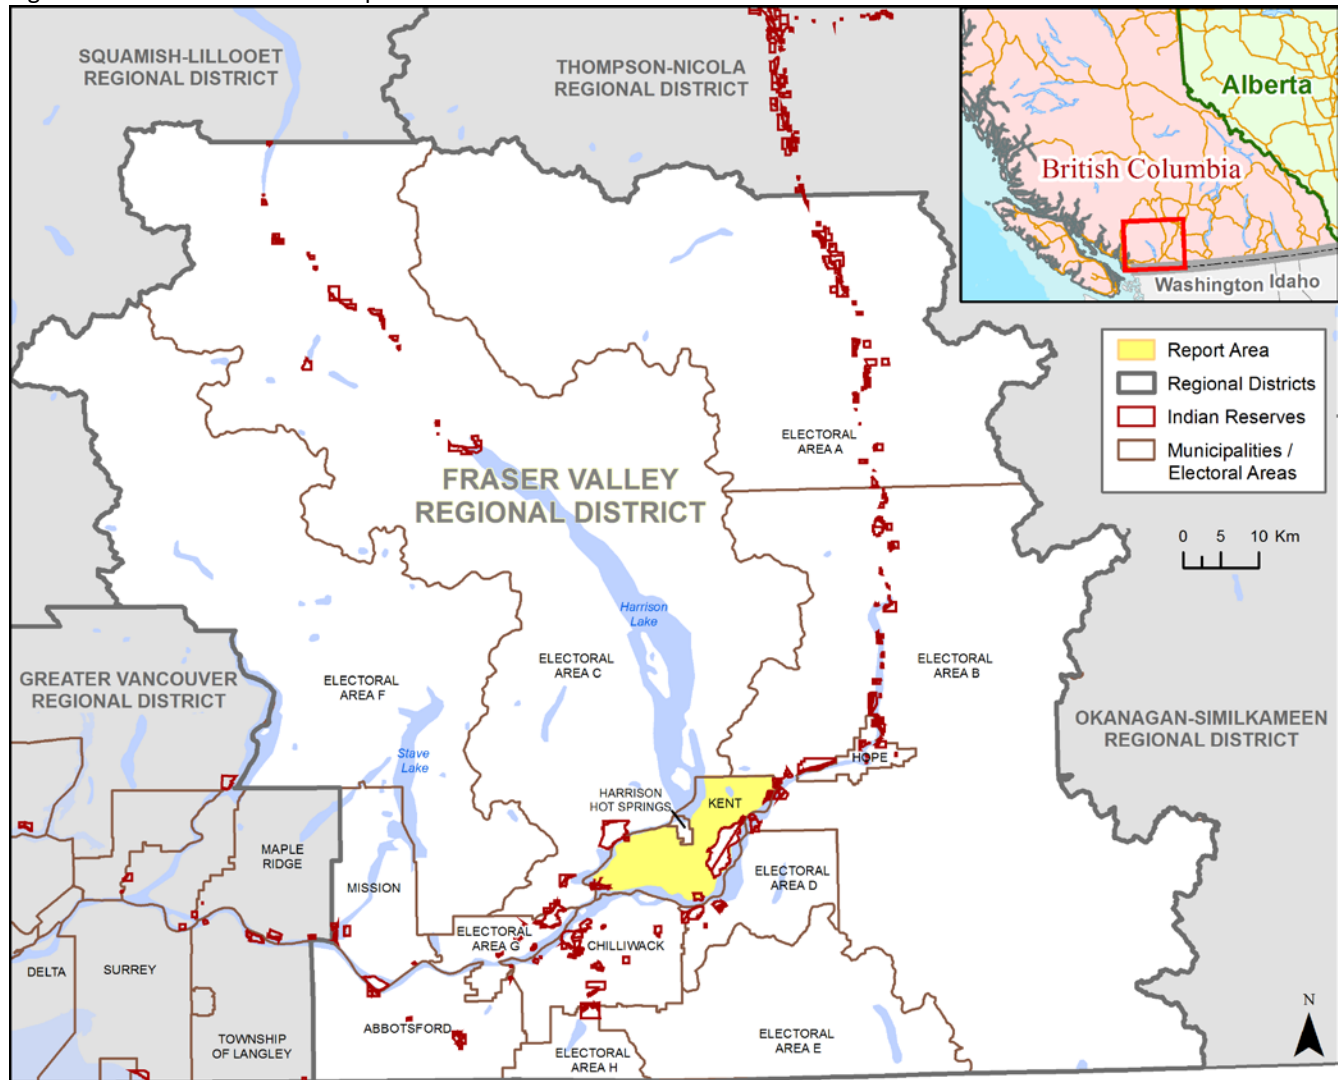 SQUAMISH-LILLOOET
REGIONAL DISTRICT
THOMPSON-NICOLA
REGIONAL DISTRICT
Alberta
British Columbia
Washington
Idaho
Report Area
Regional Districts
Indian Reserves
Municipalities /
Electoral Areas
0 5 10 Km
ELECTORAL
AREA A
FRASER VALLEY
REGIONAL DISTRICT
Harrison
Lake
ELECTORAL
AREA C
ELECTORAL
AREA B
GREATER VANCOUVER
REGIONAL DISTRICT
ELECTORAL
AREA F
OKANAGAN-SIMILKAMEEN
REGIONAL DISTRICT
Stave
Lake
HOPE
HARRISON
HOT SPRINGS
KENT
MAPLE
RIDGE
MISSION
ELECTORAL
AREA D
ELECTORAL
AREA G
CHILLIWACK
DELTA
SURREY
ABBOTSFORD
TOWNSHIP
OF LANGLEY
ELECTORAL
AREA H
ELECTORAL
AREA E
N